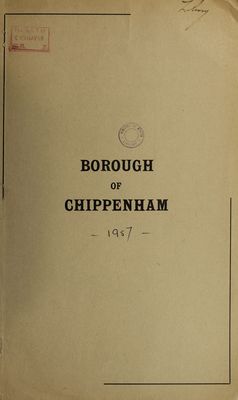 BOROUGH
OF
CHIPPENHAM
- 1957 -